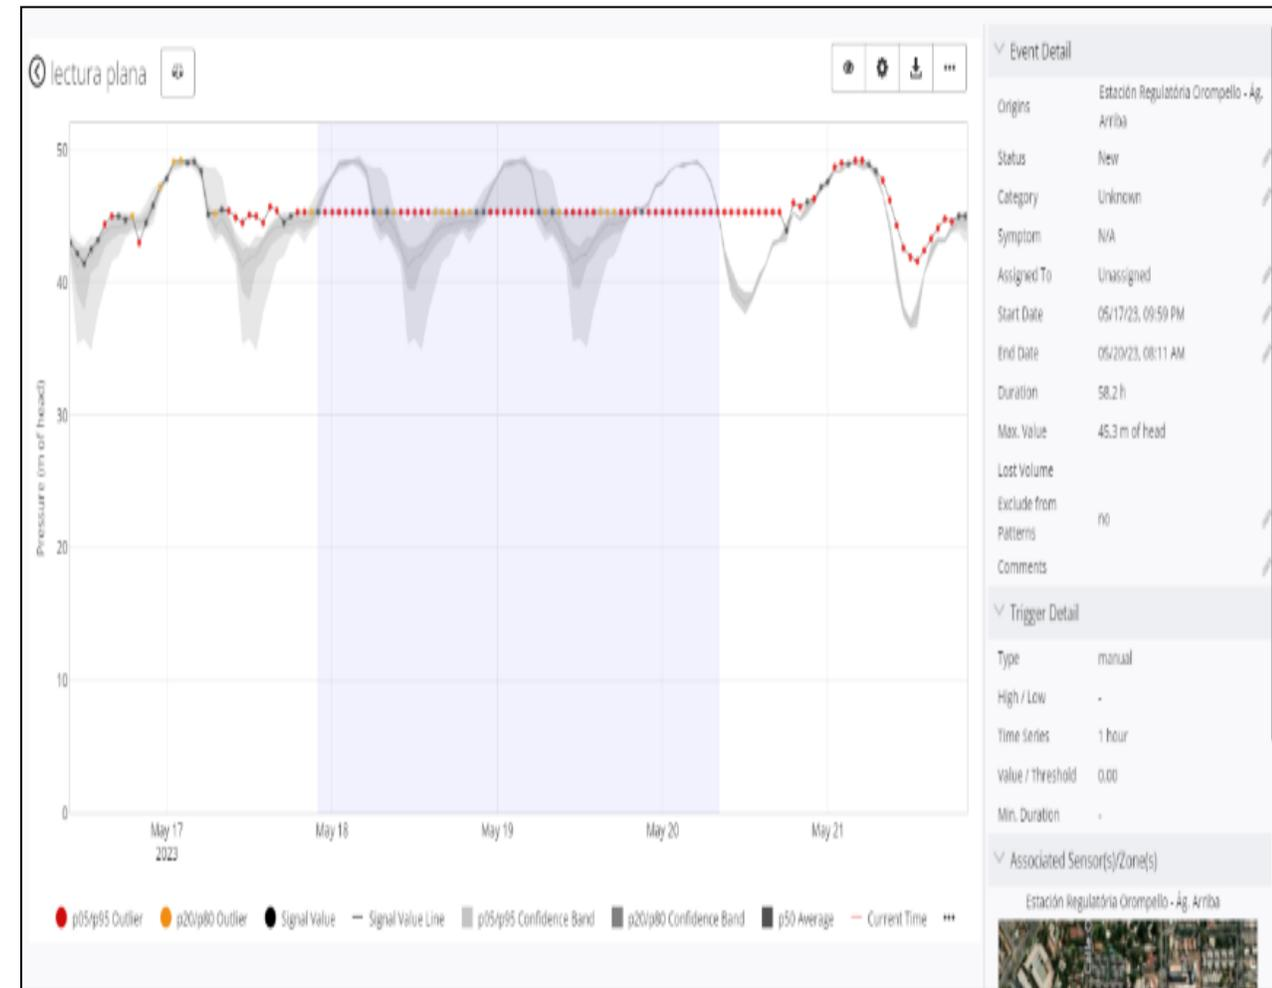 lectura plana
50
40
30
20
10
0
Pressure (m of head)
May 17
2023
May 18
May 19
May 20
May 21
p05/p95 Outlier
p20/p80 Outlier
Signal Value
Signal Value Line
p05/p95 Confidence Band
p20/p80 Confidence Band
p50 Average
Current Time
Event Detail
Origins Estación Regulatória Orompello - Ág.
Arriba
Status New
Category Unknown
Symptom N/A
Assigned To Unassigned
Start Date 05/17/23, 09:59 PM
End Date 05/20/23, 08:11 AM
Duration 58.2 h
Max. Value 45.3 m of head
Lost Volume
Exclude from
Patterns no
Comments
Trigger Detail
Type manual
High / Low -
Time Series 1 hour
Value / Threshold 0.00
Min. Duration -
Associated Sensor(s)/Zone(s)
Estación Regulatória Orompello - Ág. Arriba